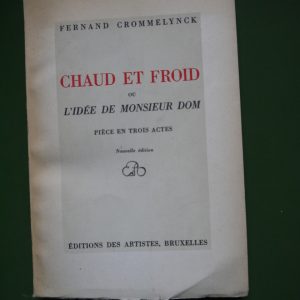 FERNAND CROMMELYNCK
CHAUD ET FROID
OU
L'IDÉE DE MONSIEUR DOM
PIÈCE EN TROIS ACTES
Nouvelle édition
ÉDITIONS DES ARTISTES, BRUXELLES